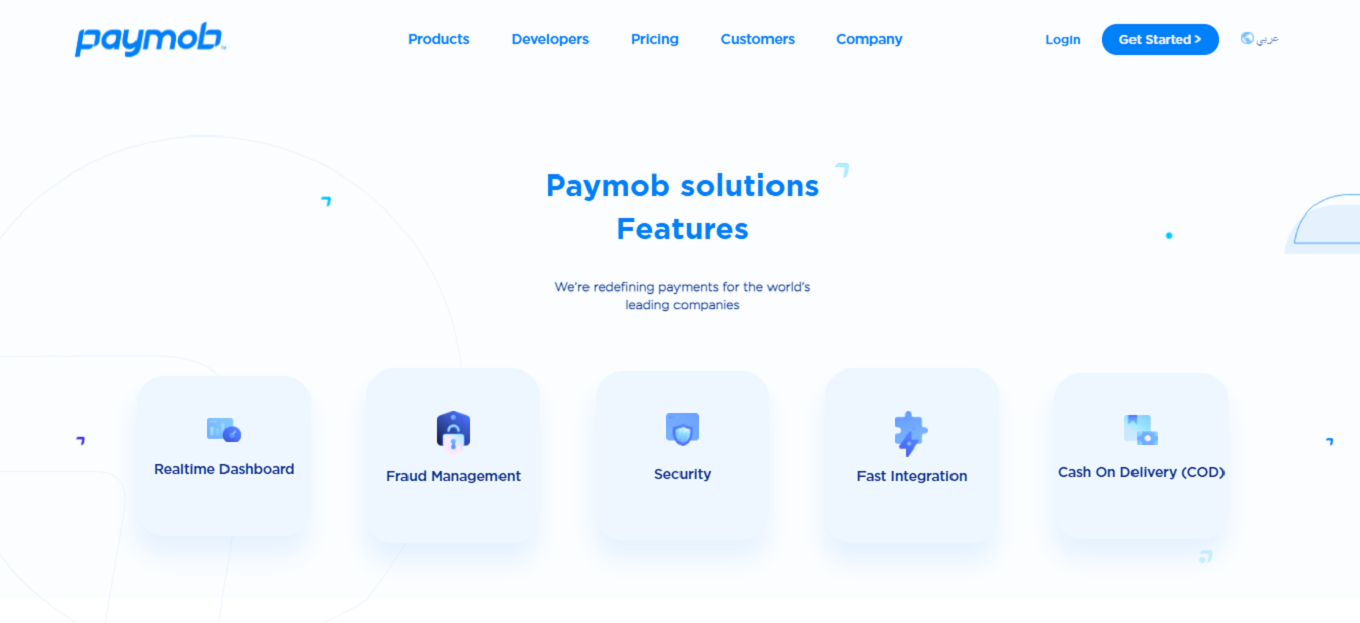 paymob
Products Developers Pricing Customers Company
Login Get Started > عربي
Paymob solutions
Features
We're redefining payments for the world's
leading companies
Realtime Dashboard
Fraud Management
Security
Fast Integration
Cash On Delivery (COD)